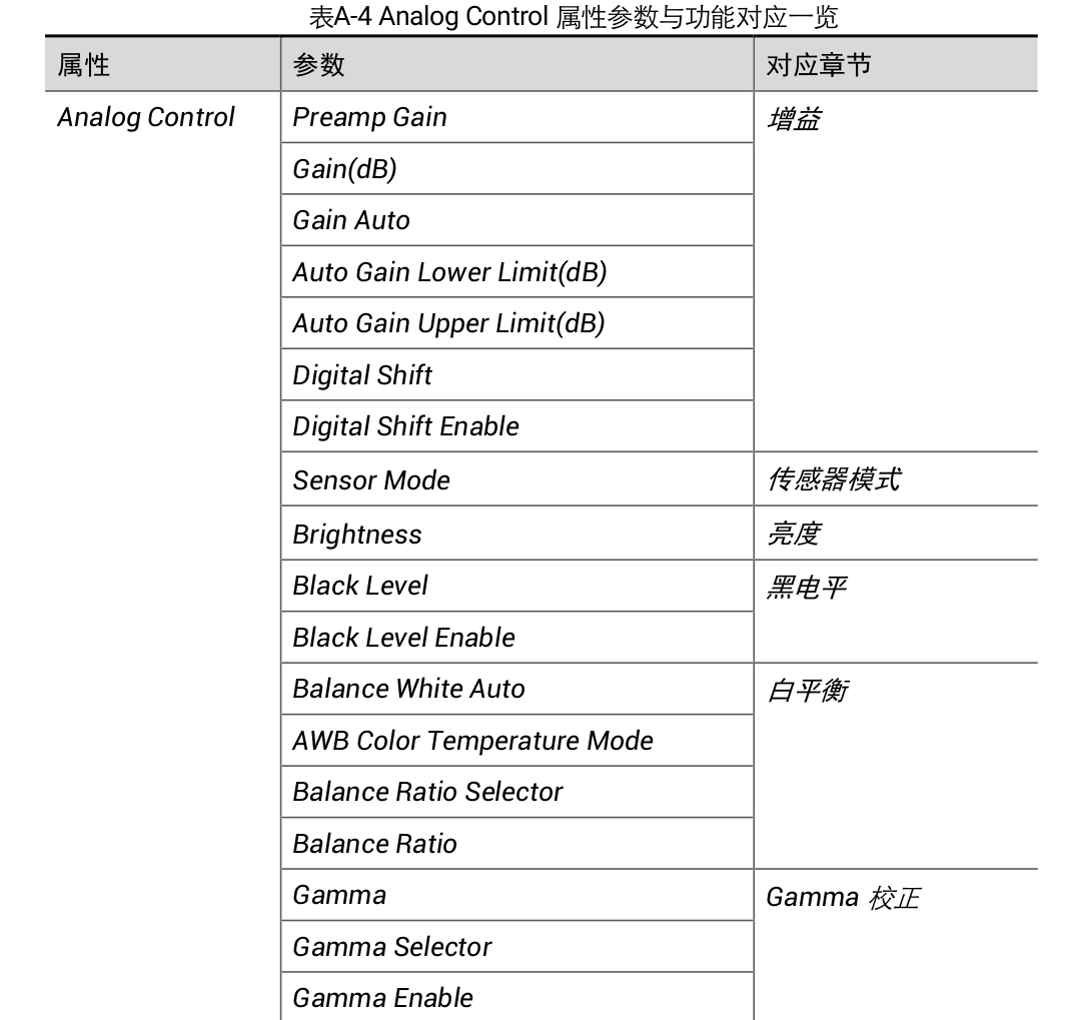 表A-4 Analog Control 属性参数与功能对应一览
属性 参数 对应章节
Analog Control Preamp Gain 增益
Gain(dB)
Gain Auto
Auto Gain Lower Limit(dB)
Auto Gain Upper Limit(dB)
Digital Shift
Digital Shift Enable
Sensor Mode 传感器模式
Brightness 亮度
Black Level 黑电平
Black Level Enable
Balance White Auto 白平衡
AWB Color Temperature Mode
Balance Ratio Selector
Balance Ratio
Gamma Gamma 校正
Gamma Selector
Gamma Enable